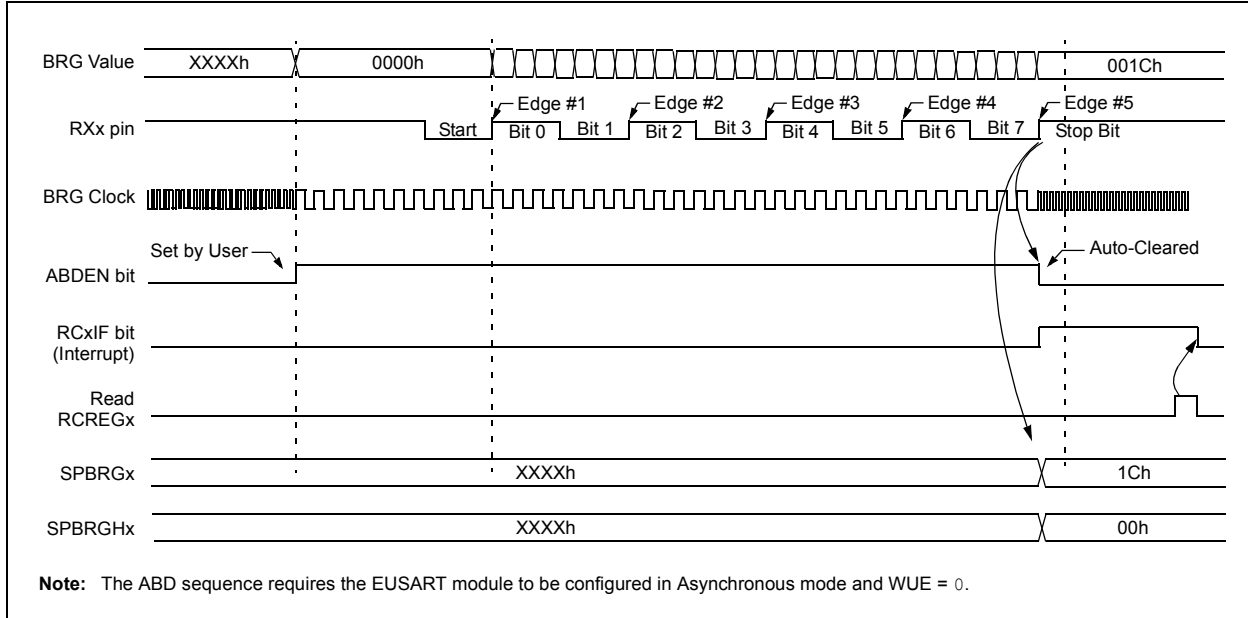 BRG Value XXXXh 0000h 001Ch
Edge #1 Edge #2 Edge #3 Edge #4 Edge #5
RXx pin Start Bit 0 Bit 1 Bit 2 Bit 3 Bit 4 Bit 5 Bit 6 Bit 7 Stop Bit
BRG Clock
Set by User Auto-Cleared
ABDEN bit
RCxIF bit
(Interrupt)
Read
RCREGx
SPBRGx XXXXh 1Ch
SPBRGHx XXXXh 00h
Note: The ABD sequence requires the EUSART module to be configured in Asynchronous mode and WUE = 0.